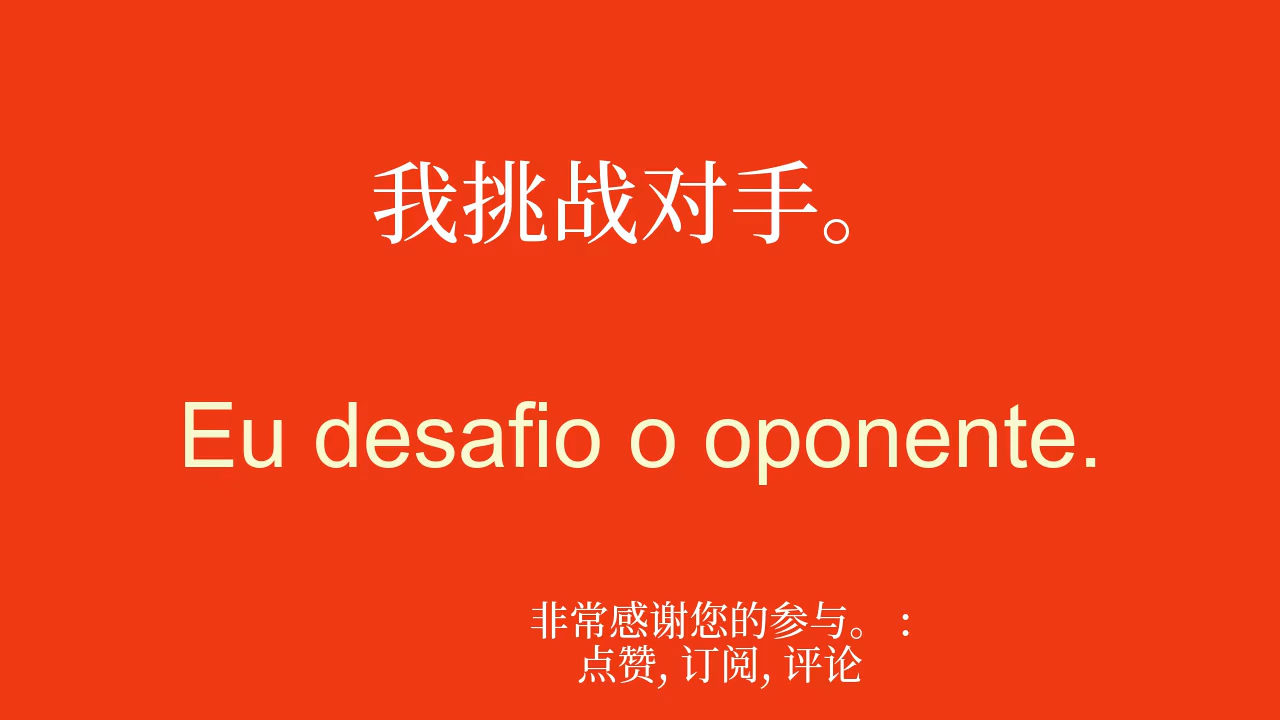 我挑战对手。
Eu desafio o oponente.
非常感谢您的参与。 :
点赞, 订阅, 评论